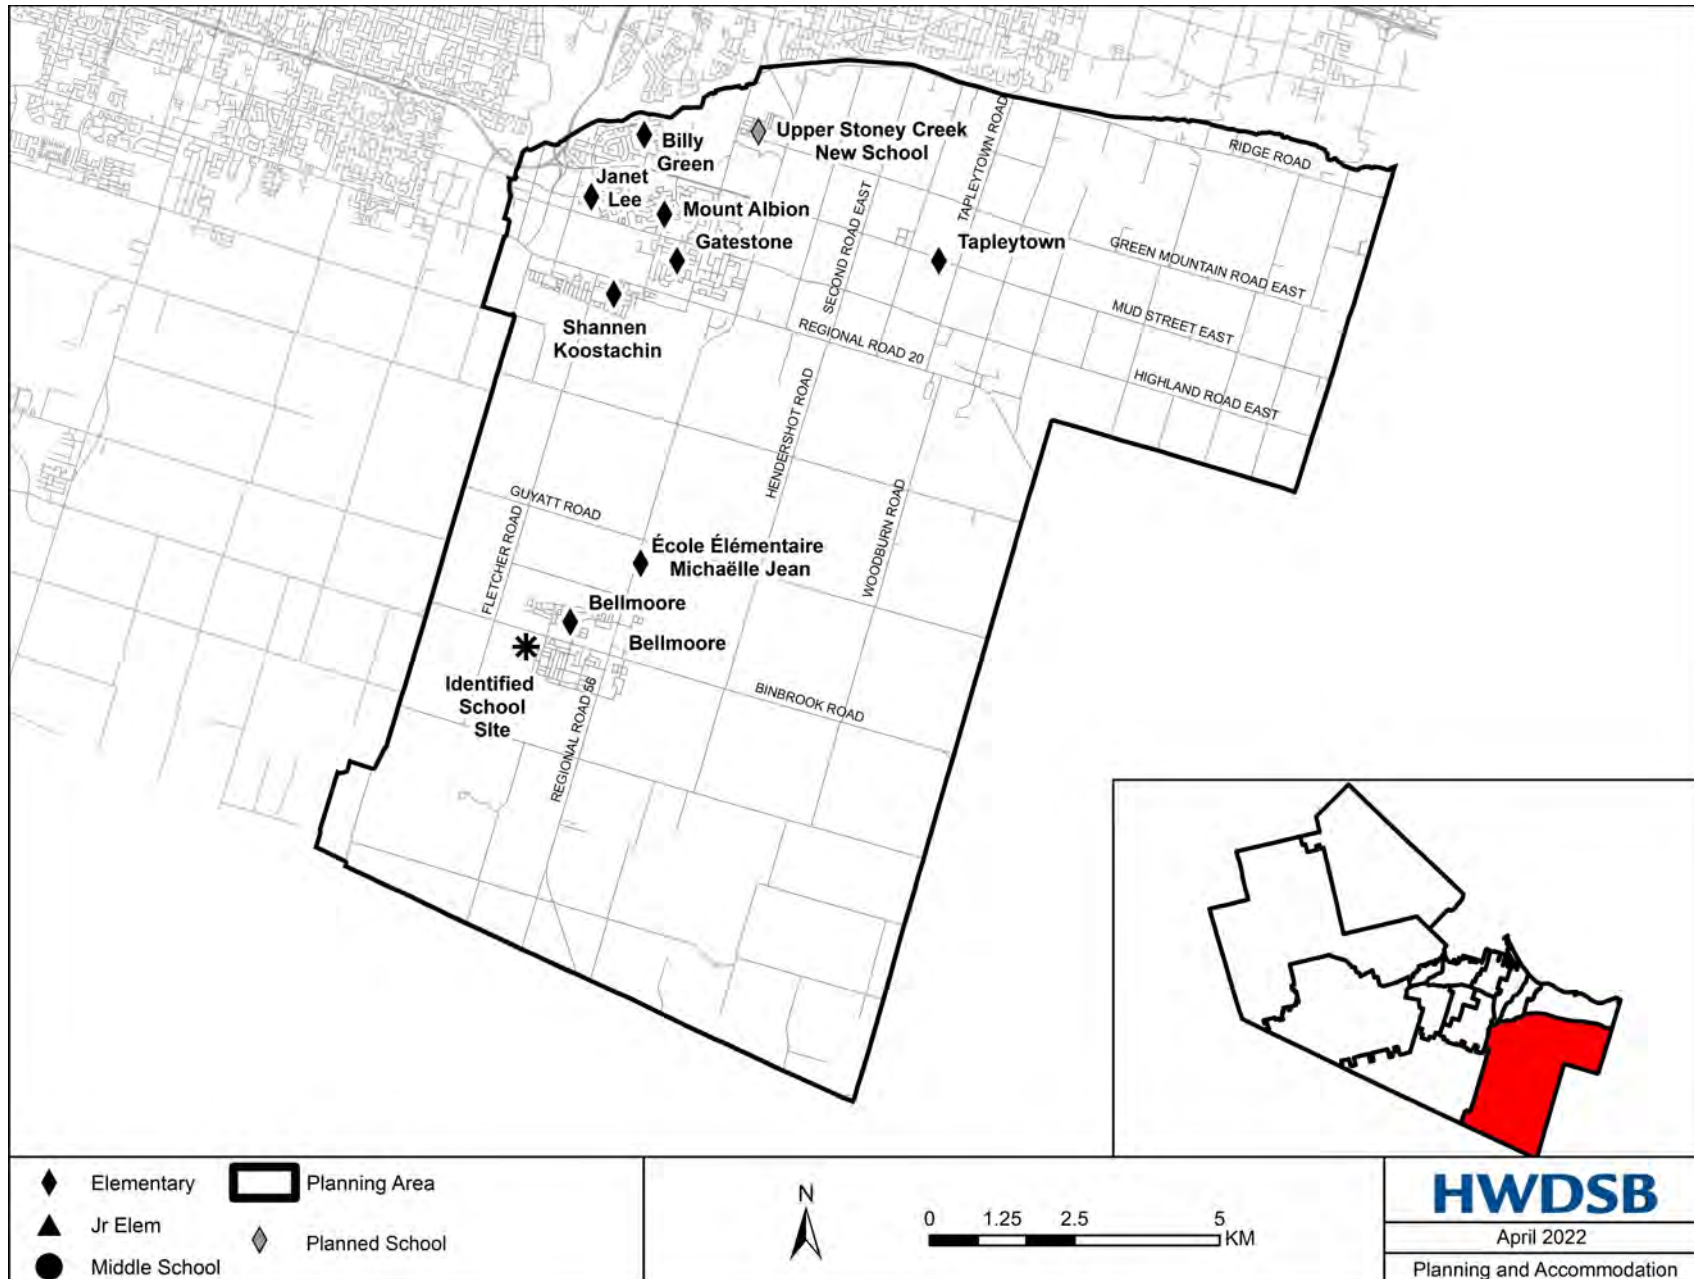 Billy
Green
Upper Stoney Creek
New School
Janet
Lee
Mount Albion
Gatestone
Tapleytown
Shannen
Koostachin
RIDGE ROAD
TAPLEYTOWN ROAD
SECOND ROAD EAST
GREEN MOUNTAIN ROAD EAST
MUD STREET EAST
REGIONAL ROAD 20
HIGHLAND ROAD EAST
HENDERSHOT ROAD
GUYATT ROAD
FLETCHER ROAD
WOODBURN ROAD
École Élémentaire
Michaëlle Jean
Bellmoore
Bellmoore
Identified
School
SIte
BINBROOK ROAD
REGIONAL ROAD 56
Elementary
Planning Area
Jr Elem
Planned School
Middle School
N
0 1.25 2.5 5
KM
HWDSB
April 2022
Planning and Accommodation